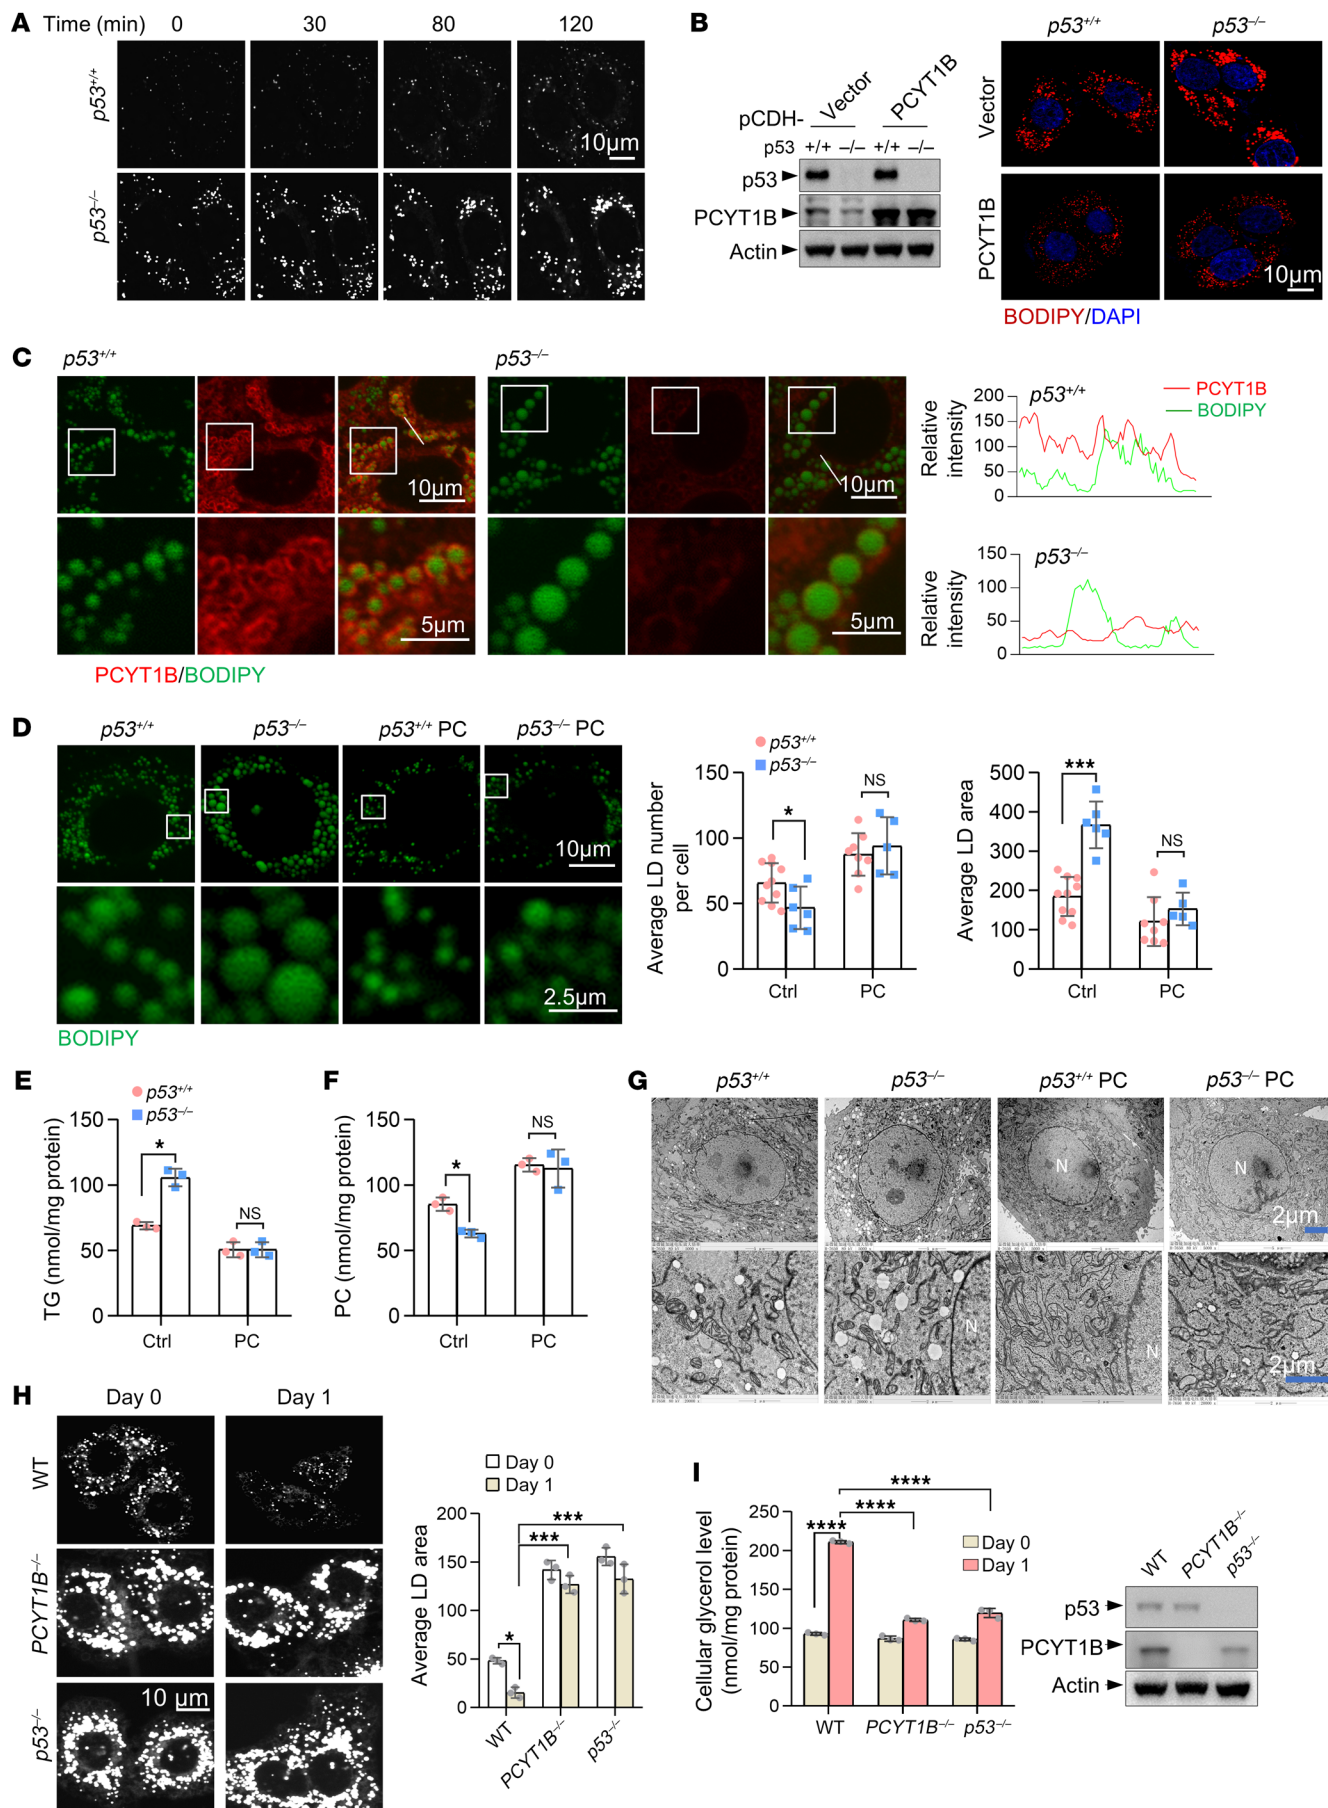 A
Time (min) 0 30 80 120
p53+/+
10µm
p53–/–
B
pCDH-
Vector
PCYT1B
p53 +/+ –/– +/+ –/–
p53
PCYT1B
Actin
p53+/+ p53–/–
Vector
PCYT1B
10µm
BODIPY/DAPI
C
p53+/+
p53–/–
10µm
10µm
5µm
5µm
PCYT1B/BODIPY
Relative intensity
200
150
100
50
0
p53+/+
PCYT1B
BODIPY
Relative intensity
150
100
50
0
p53–/–
D
p53+/+ p53–/– p53+/+ PC p53–/– PC
10µm
2.5µm
BODIPY
p53+/+
p53–/–
Average LD number per cell
150
100
50
0
*
NS
Ctrl PC
Average LD area
500
400
300
200
100
0
***
NS
Ctrl PC
E
p53+/+
p53–/–
TG (nmol/mg protein)
150
100
50
0
*
NS
Ctrl PC
F
PC (nmol/mg protein)
150
100
50
0
*
NS
Ctrl PC
G
p53+/+ p53–/– p53+/+ PC p53–/– PC
N
N
2µm
N
N
2µm
H
Day 0 Day 1
WT
PCYT1B–/–
p53–/–
10 µm
Day 0
Day 1
Average LD area
200
150
100
50
0
*
***
***
WT
PCYT1B–/–
p53–/–
I
Cellular glycerol level
(nmol/mg protein)
250
200
150
100
50
0
****
****
****
Day 0
Day 1
WT PCYT1B–/– p53–/–
WT
PCYT1B–/–
p53–/–
p53
PCYT1B
Actin